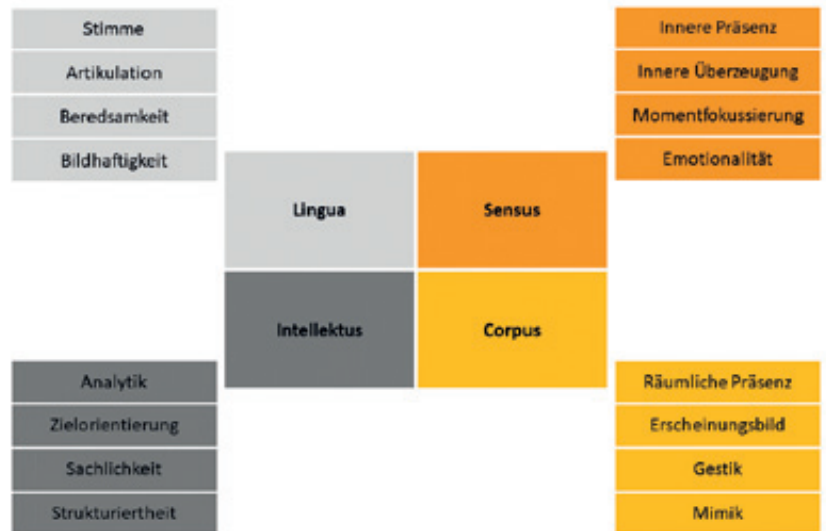 Stimme
Artikulation
Beredsamkeit
Bildhaftigkeit
Innere Präsenz
Innere Überzeugung
Momentfokussierung
Emotionalität
Lingua
Sensus
Intellektus
Corpus
Analytik
Zielorientierung
Sachlichkeit
Strukturiertheit
Räumliche Präsenz
Erscheinungsbild
Gestik
Mimik